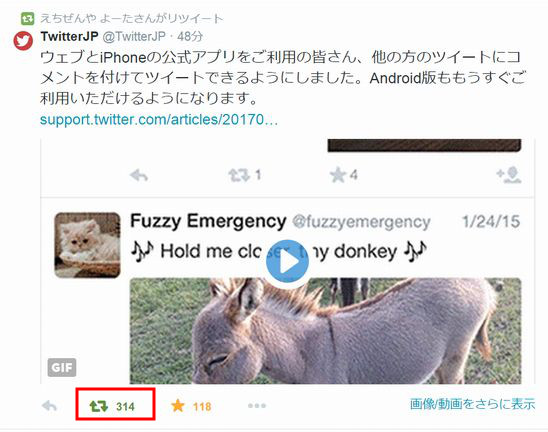 えちぜんや よーたさんがリツイート
TwitterJP @TwitterJP · 48分
ウェブとiPhoneの公式アプリをご利用の皆さん、他の方のツイートにコ
メントを付けてツイートできるようにしました。Android版ももうすぐご
利用いただけるようになります。
support.twitter.com/articles/20170…
1 4
Fuzzy Emergency @fuzzyemergency 1/24/15
Hold me closer, tiny donkey
GIF
314 118 画像/動画をさらに表示